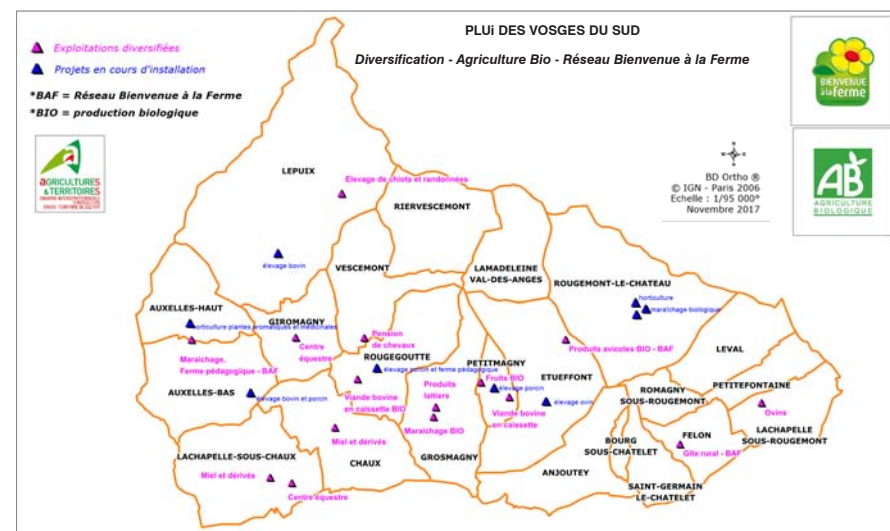 PLUi DES VOSGES DU SUD
Diversification - Agriculture Bio - Réseau Bienvenue à la Ferme
Exploitations diversifiées
Projets en cours d'installation
*BAF = Réseau Bienvenue à la Ferme
*BIO = production biologique
AGRICULTURES
& TERRITOIRES
BIENVENUE
à la ferme
AB
AGRICULTURE
BIOLOGIQUE
BD Ortho ®
© IGN - Paris 2006
Echelle : 1/95 000°
Novembre 2017
LEPUIX
Elevage de chiots et randonnées
RIERVESCEMONT
élevage bovin
VESCEMONT
LAMADELEINE
VAL-DES-ANGES
ROUGEMONT-LE-CHATEAU
horticulture
maraîchage biologique
AUXELLES-HAUT
horticulture plantes aromatiques et médicinales
GIROMAGNY
Maraîchage,
Ferme pédagogique - BAF
Centre
équestre
Pension
de chevaux
ROUGEGOUTTE
élevage porcin et ferme pédagogique
PETITMAGNY
Produits avicoles BIO - BAF
LEVAL
AUXELLES-BAS
élevage bovin et porcin
Viande bovine
en caissette BIO
Produits
laitiers
Fruits BIO
élevage porcin
ETUEFFONT
élevage ovin
ROMAGNY
SOUS-ROUGEMONT
PETITEFONTAINE
Ovins
Maraîchage BIO
Viande bovine
en caissette
Miel et dérivés
LACHAPELLE
SOUS-ROUGEMONT
LACHAPELLE-SOUS-CHAUX
CHAUX
GROSMAGNY
BOURG
SOUS-CHATELET
FELON
Gîte rural - BAF
Miel et dérivés
Centre équestre
ANJOUTEY
SAINT-GERMAIN
LE-CHATELET